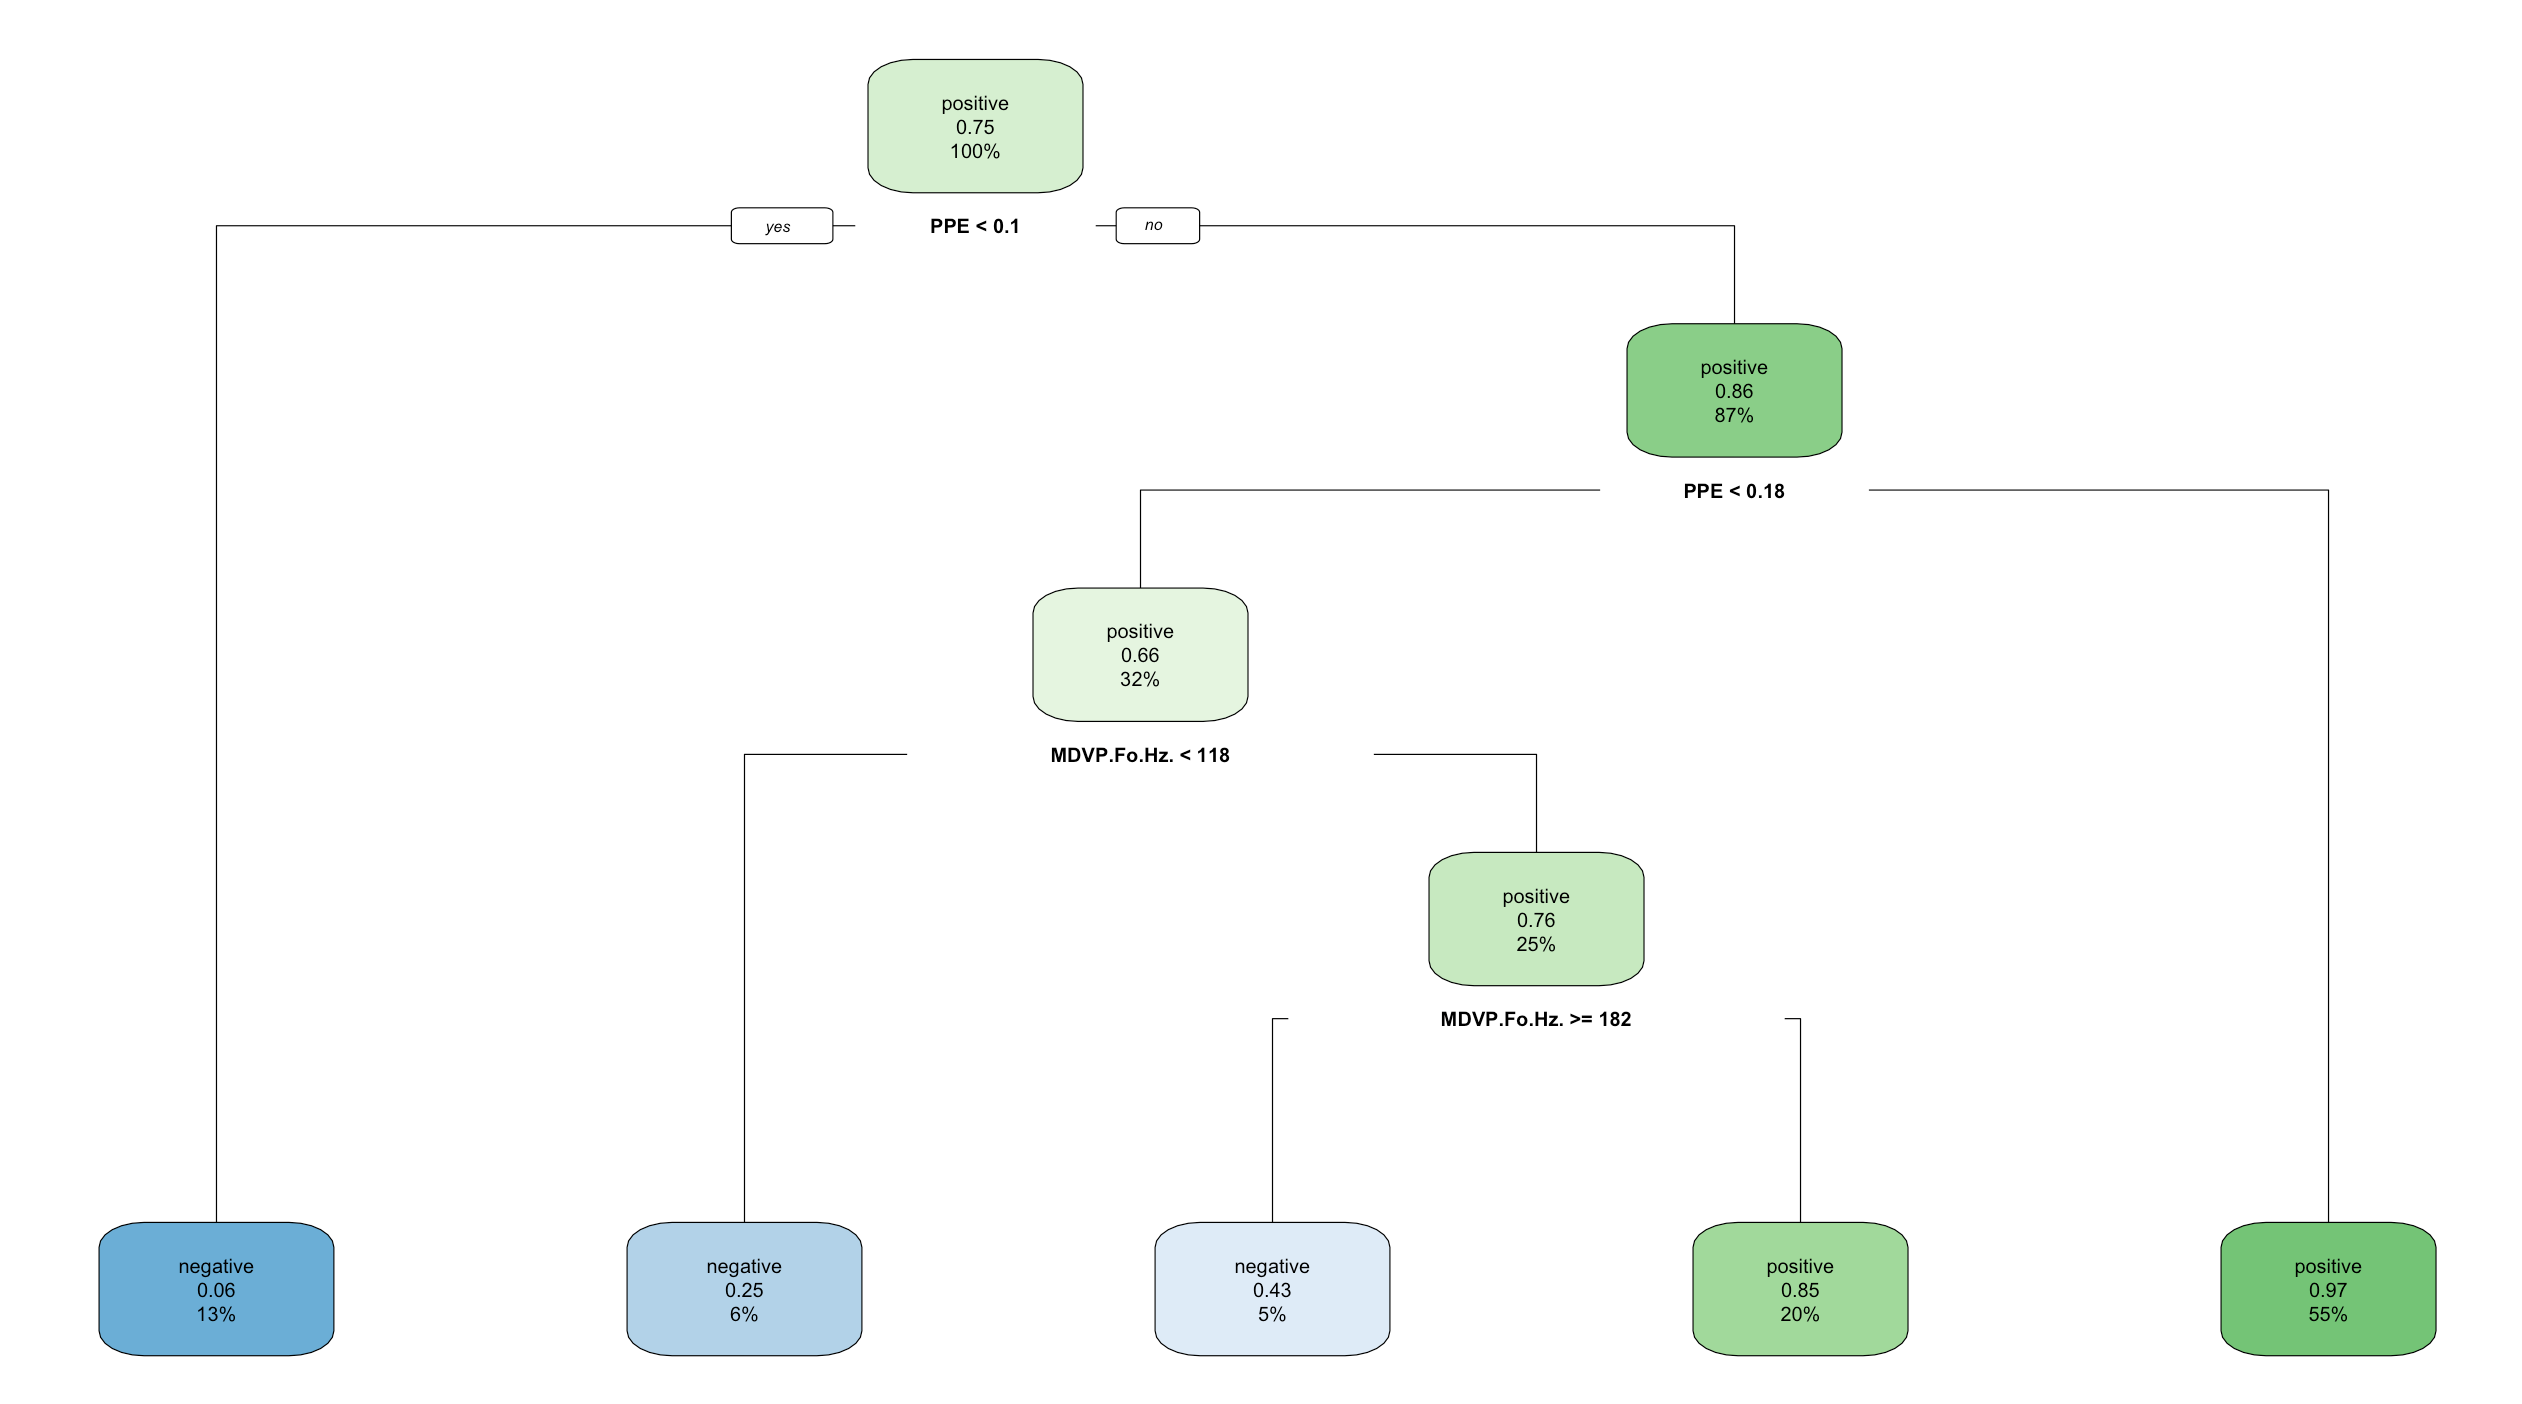 positive
0.75
100%
yes
PPE < 0.1
no
positive
0.86
87%
PPE < 0.18
positive
0.66
32%
MDVP.Fo.Hz. < 118
positive
0.76
25%
MDVP.Fo.Hz. >= 182
negative
0.06
13%
negative
0.25
6%
negative
0.43
5%
positive
0.85
20%
positive
0.97
55%